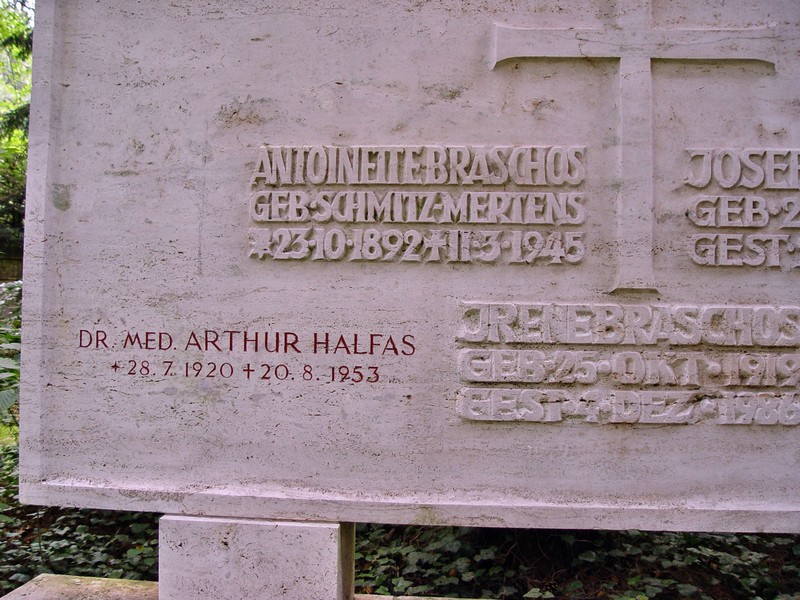 ANTOINETTE·BRASCHOS
GEB·SCHMITZ-MERTENS
*23·10·1892✝11·3·1945
JOSEF
GEB·2
GEST·
DR. MED. ARTHUR HALFAS
+28.7.1920 ✝20.8.1953
IRENE BRASCHOS
GEB·25·OKT·1919
GEST·4·DEZ·1986